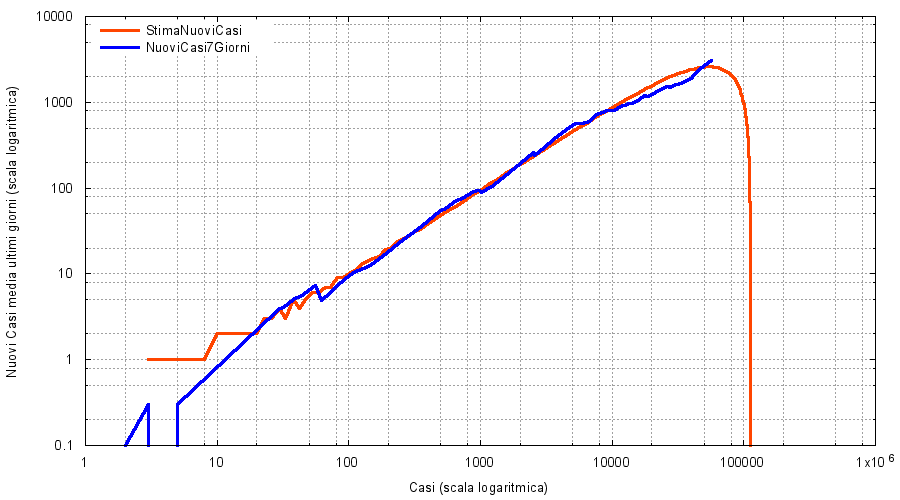 10000
1000
100
10
1
0.1
Nuovi Casi media ultimi giorni (scala logaritmica)
StimaNuoviCasi
NuoviCasi7Giorni
1 10 100 1000 10000 100000 1x10 6
Casi (scala logaritmica)